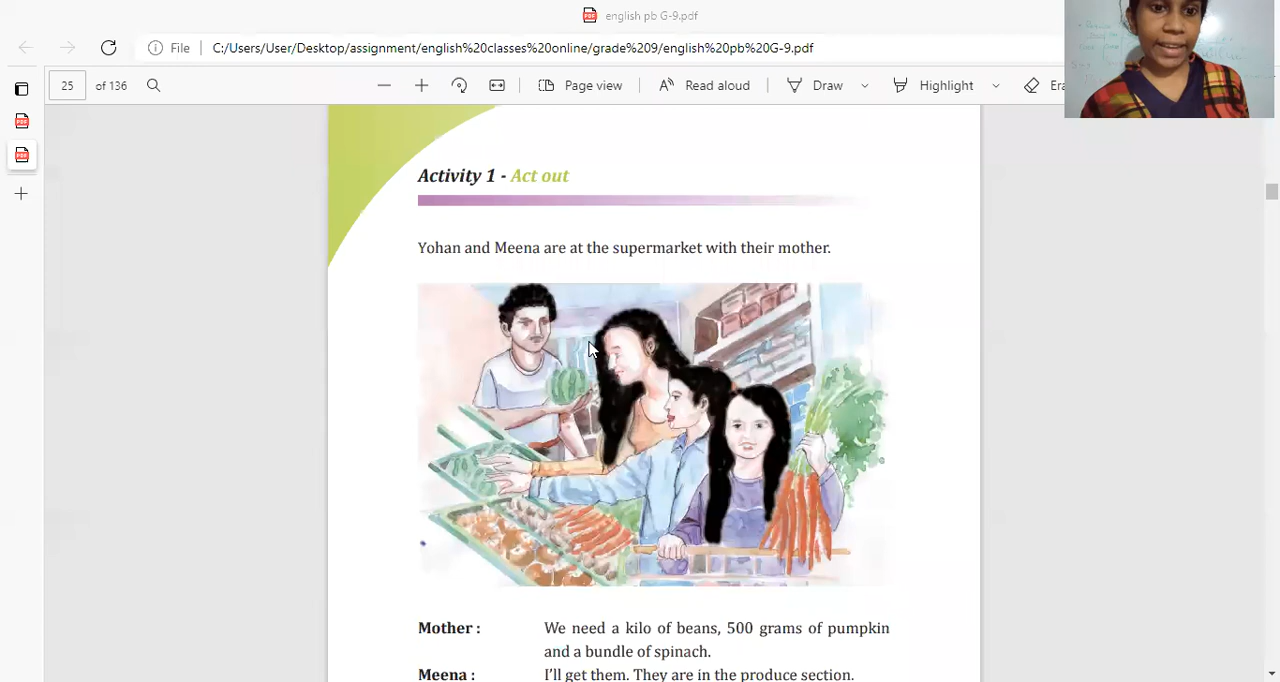 english pb G-9.pdf
File C:/Users/User/Desktop/assignment/english%20classes%20online/grade%209/english%20pb%20G-9.pdf
25 of 136 Page view Read aloud Draw Highlight Era
Activity 1 - Act out
Yohan and Meena are at the supermarket with their mother.
Mother : We need a kilo of beans, 500 grams of pumpkin
and a bundle of spinach.
Meena : I'll get them. They are in the produce section.